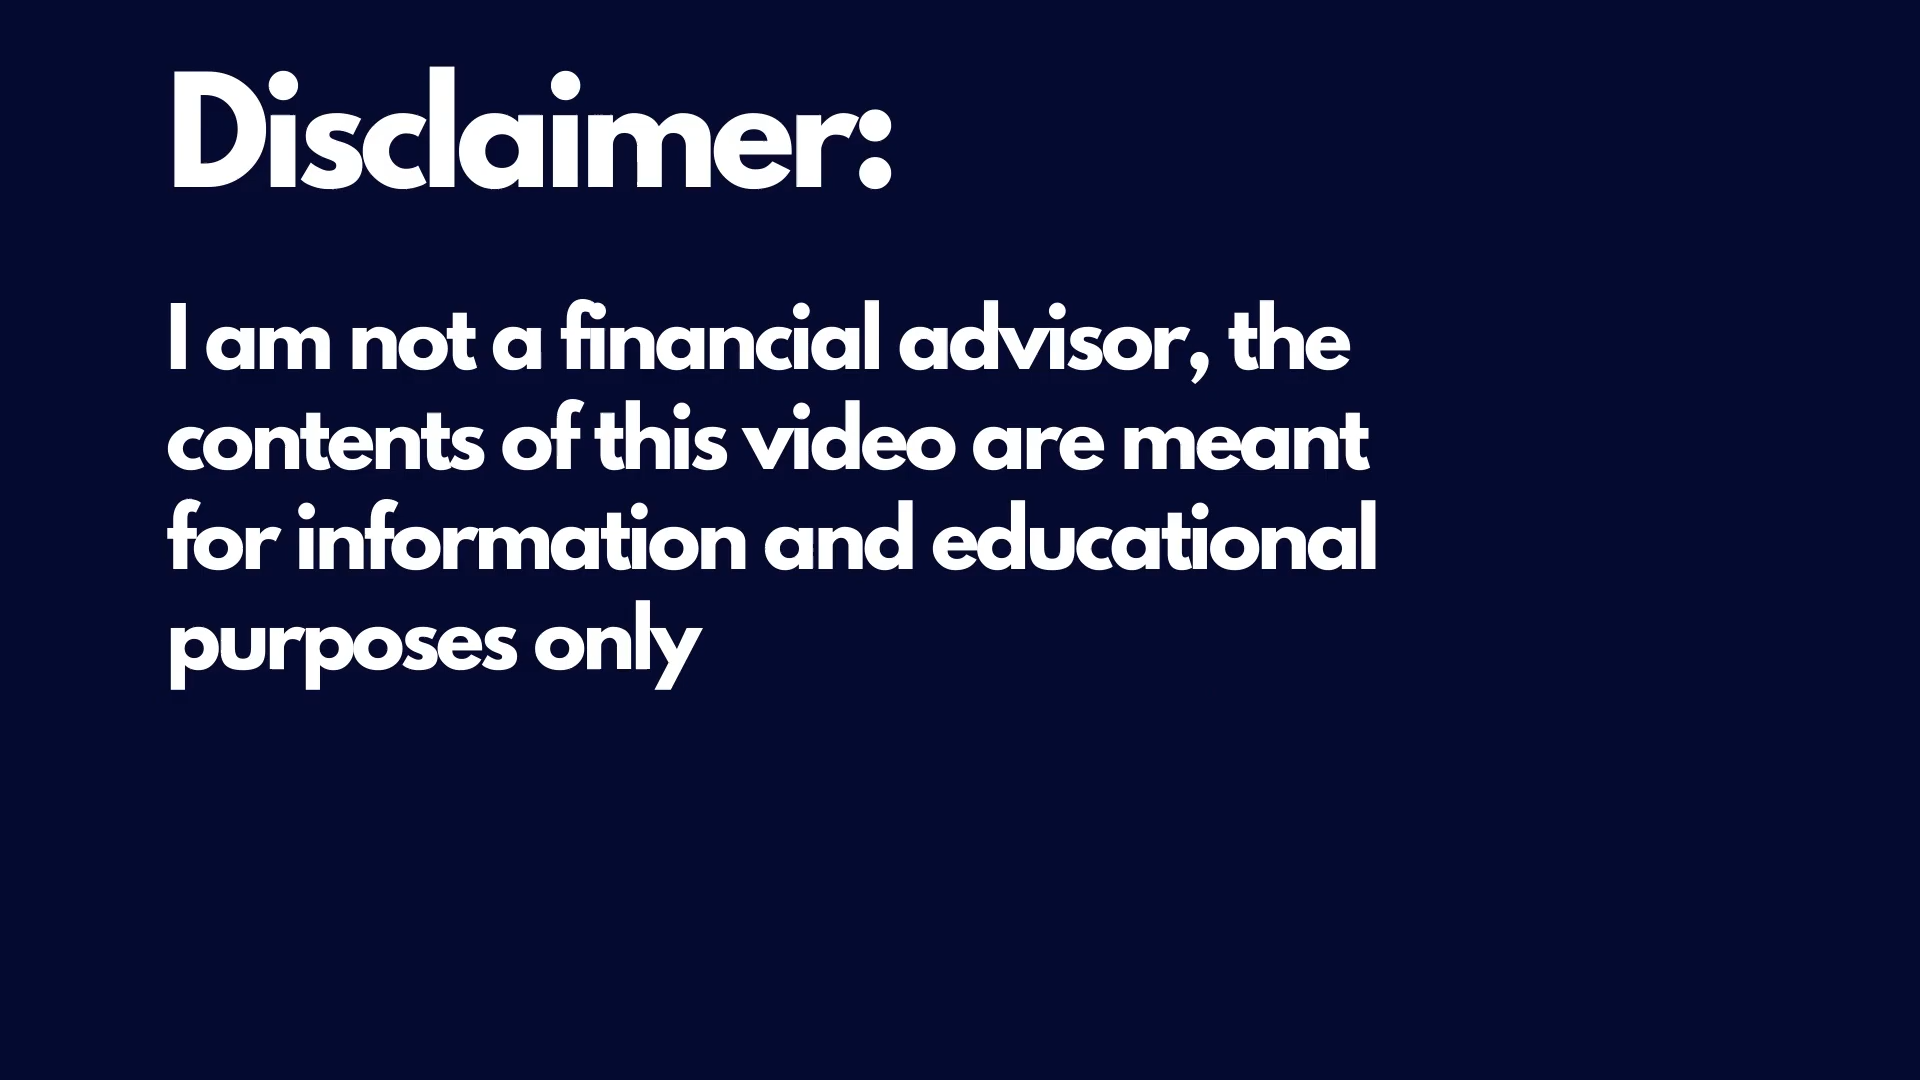 Disclaimer:
I am not a financial advisor, the
contents of this video are meant
for information and educational
purposes only